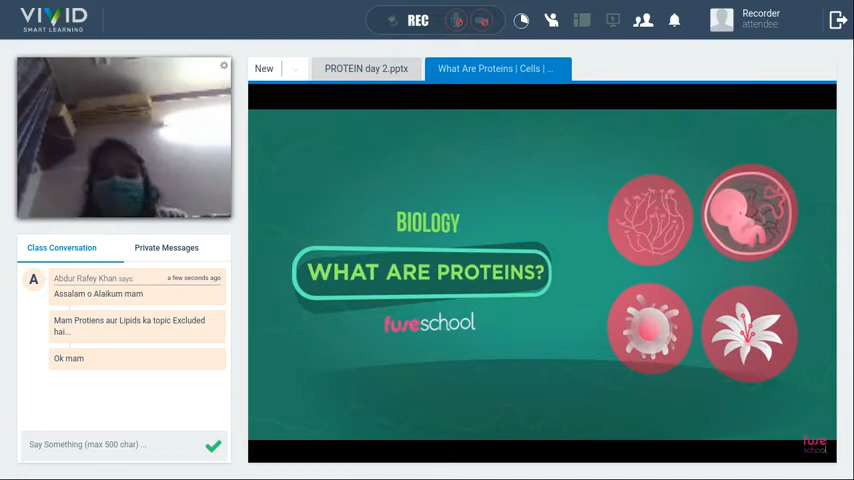 VIVID
SMART LEARNING
REC
Recorder
attendee
New
PROTEIN day 2.pptx
What Are Proteins | Cells | ...
BIOLOGY
WHAT ARE PROTEINS?
fuseschool
fuse
school
Class Conversation
Private Messages
A
Abdur Rafey Khan says:
a few seconds ago
Assalam o Alaikum mam
Mam Protiens aur Lipids ka topic Excluded
hai...
Ok mam
Say Something (max 500 char) ...